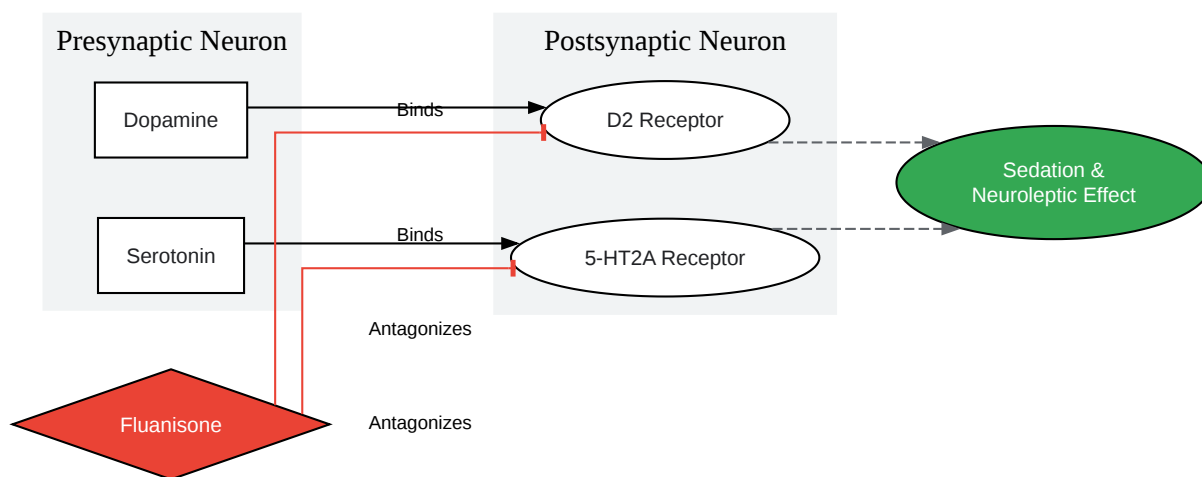 Presynaptic Neuron
Postsynaptic Neuron
Dopamine
Binds
D2 Receptor
Sedation &
Neuroleptic Effect
Serotonin
Binds
5-HT2A Receptor
Antagonizes
Fluanisone
Antagonizes